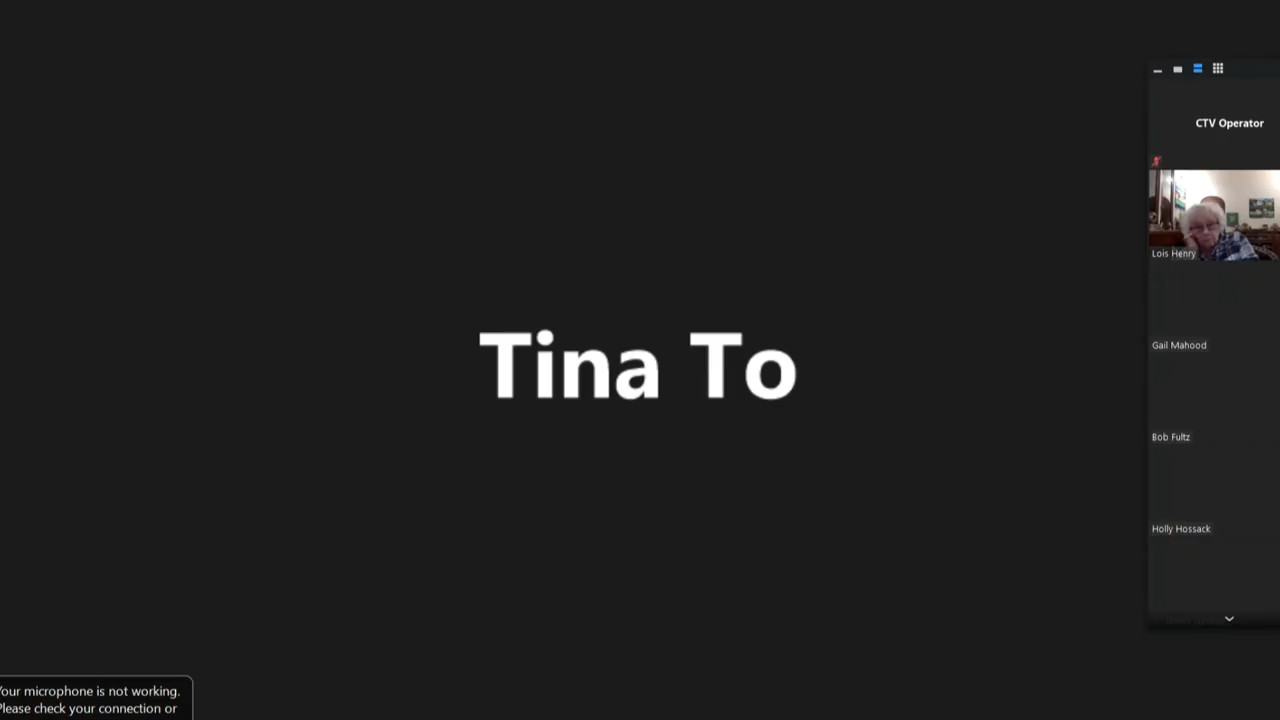 CTV Operator
Lois Henry
Gail Mahood
Tina To
Bob Fultz
Holly Hossack
our microphone is not working.
lease check your connection or